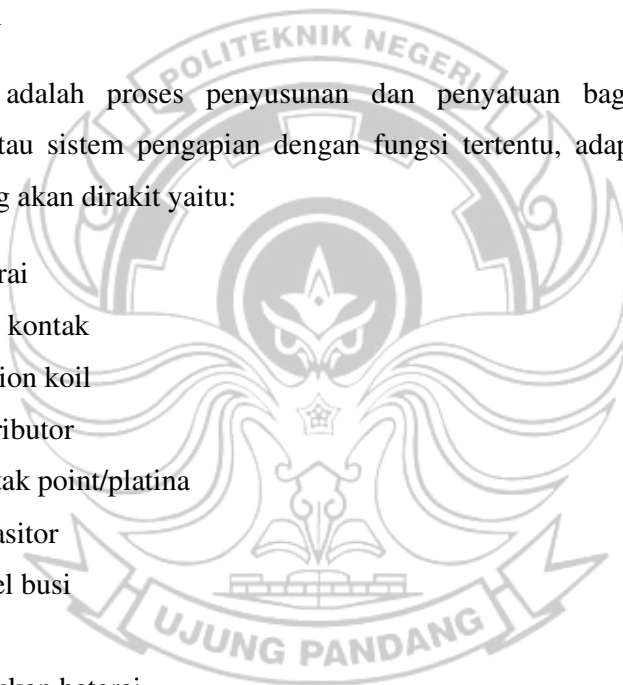 POLITEKNIK NEGERI
adalah proses penyusunan dan penyatuan bag
tau sistem pengapian dengan fungsi tertentu, adap
g akan dirakit yaitu:
rai
kontak
ion koil
ributor
tak point/platina
asitor
el busi
UJUNG PANDANG